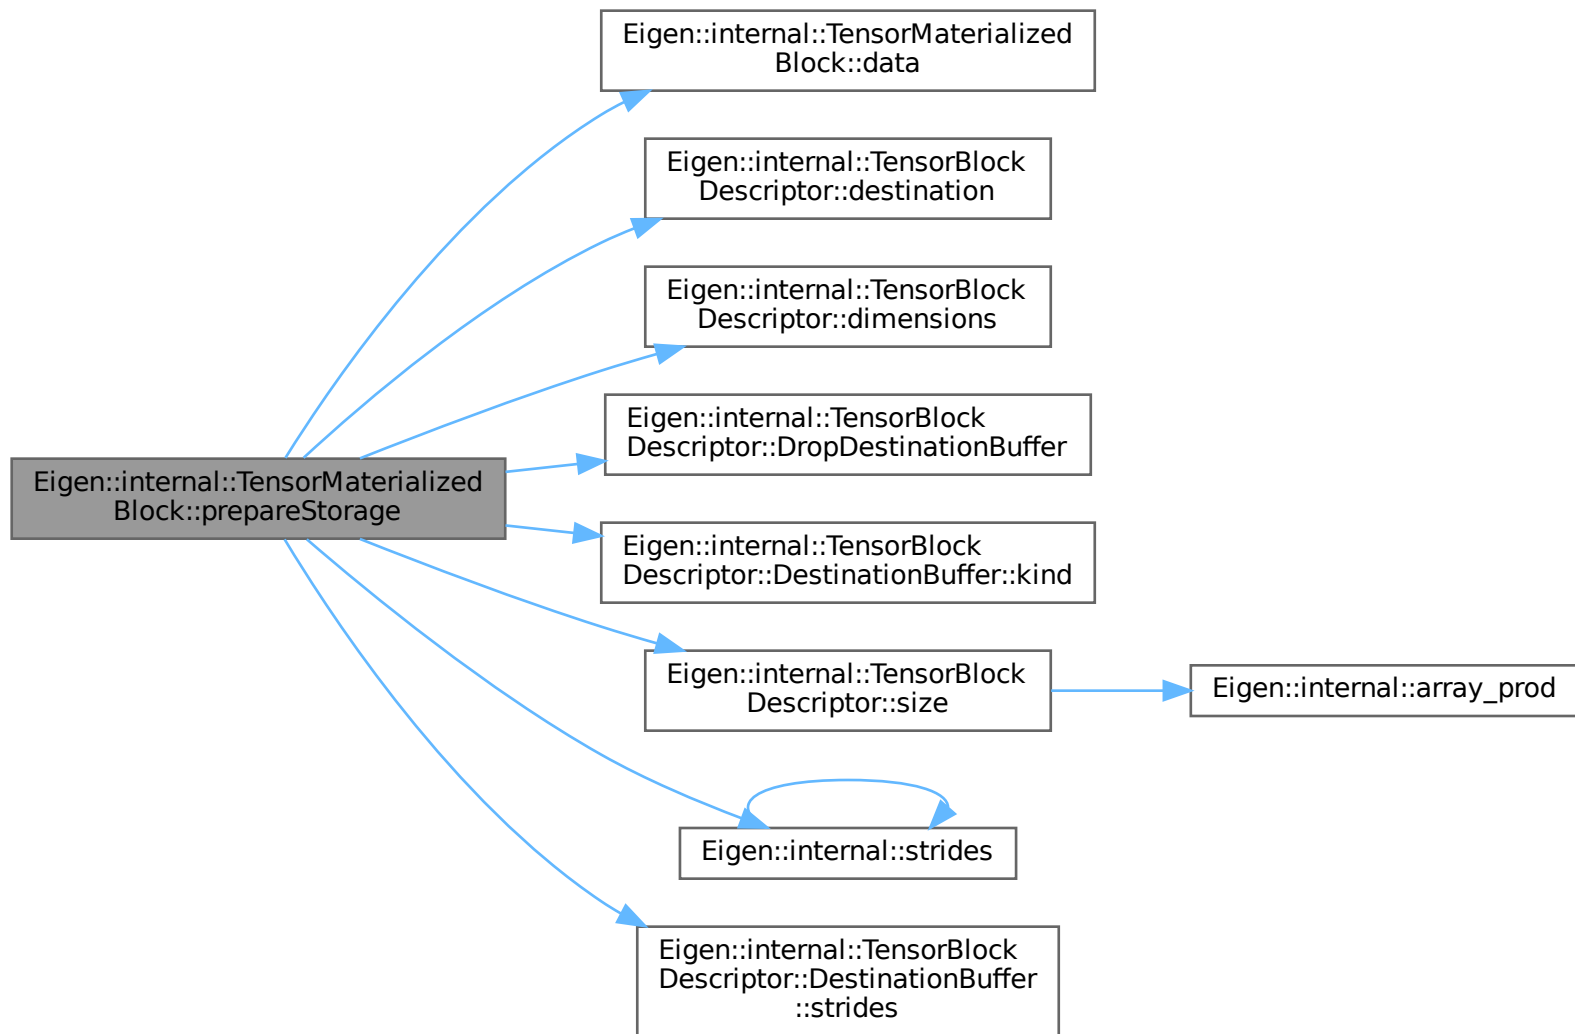 Eigen::internal::TensorMaterialized
Block::data
Eigen::internal::TensorBlock
Descriptor::destination
Eigen::internal::TensorBlock
Descriptor::dimensions
Eigen::internal::TensorBlock
Descriptor::DropDestinationBuffer
Eigen::internal::TensorMaterialized
Block::prepareStorage
Eigen::internal::TensorBlock
Descriptor::DestinationBuffer::kind
Eigen::internal::TensorBlock
Descriptor::size
Eigen::internal::array_prod
Eigen::internal::strides
Eigen::internal::TensorBlock
Descriptor::DestinationBuffer
::strides